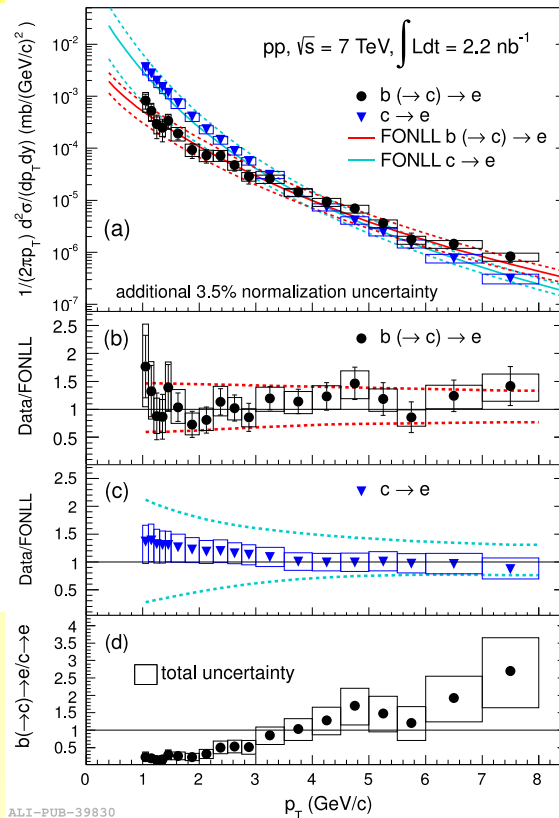 pp, √s = 7 TeV, ∫Ldt = 2.2 nb⁻¹
b (→ c) → e
c → e
FONLL b (→ c) → e
FONLL c → e
1/(2πp_T) d²σ/(dp_Tdy) (mb/(GeV/c)²)
10⁻²
10⁻³
10⁻⁴
10⁻⁵
10⁻⁶
10⁻⁷
(a)
additional 3.5% normalization uncertainty
Data/FONLL
2.5
2
1.5
1
0.5
(b)
b (→ c) → e
Data/FONLL
2.5
2
1.5
1
0.5
(c)
c → e
b(→c)→e/c→e
4
3.5
3
2.5
2
1.5
1
0.5
(d)
total uncertainty
0 1 2 3 4 5 6 7 8
p_T (GeV/c)
ALI-PUB-39830